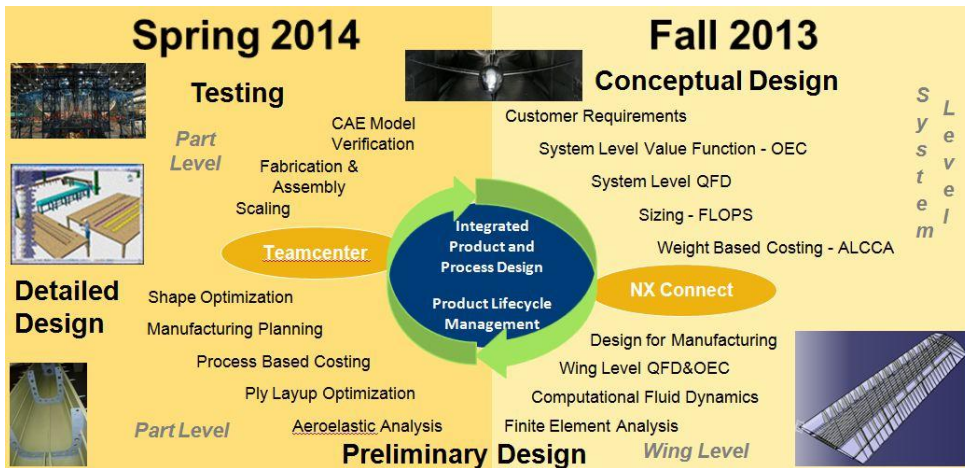 Spring 2014
Fall 2013
Testing
Conceptual Design
Part
Level
CAE Model
Verification
Fabrication &
Assembly
Scaling
Customer Requirements
System Level Value Function - OEC
System Level QFD
Sizing - FLOPS
Weight Based Costing - ALCCA
System
Level
Teamcenter
Integrated
Product and
Process Design
Product Lifecycle
Management
NX Connect
Detailed
Design
Shape Optimization
Manufacturing Planning
Process Based Costing
Ply Layup Optimization
Aeroelastic Analysis
Part Level
Design for Manufacturing
Wing Level QFD&OEC
Computational Fluid Dynamics
Finite Element Analysis
Wing Level
Preliminary Design